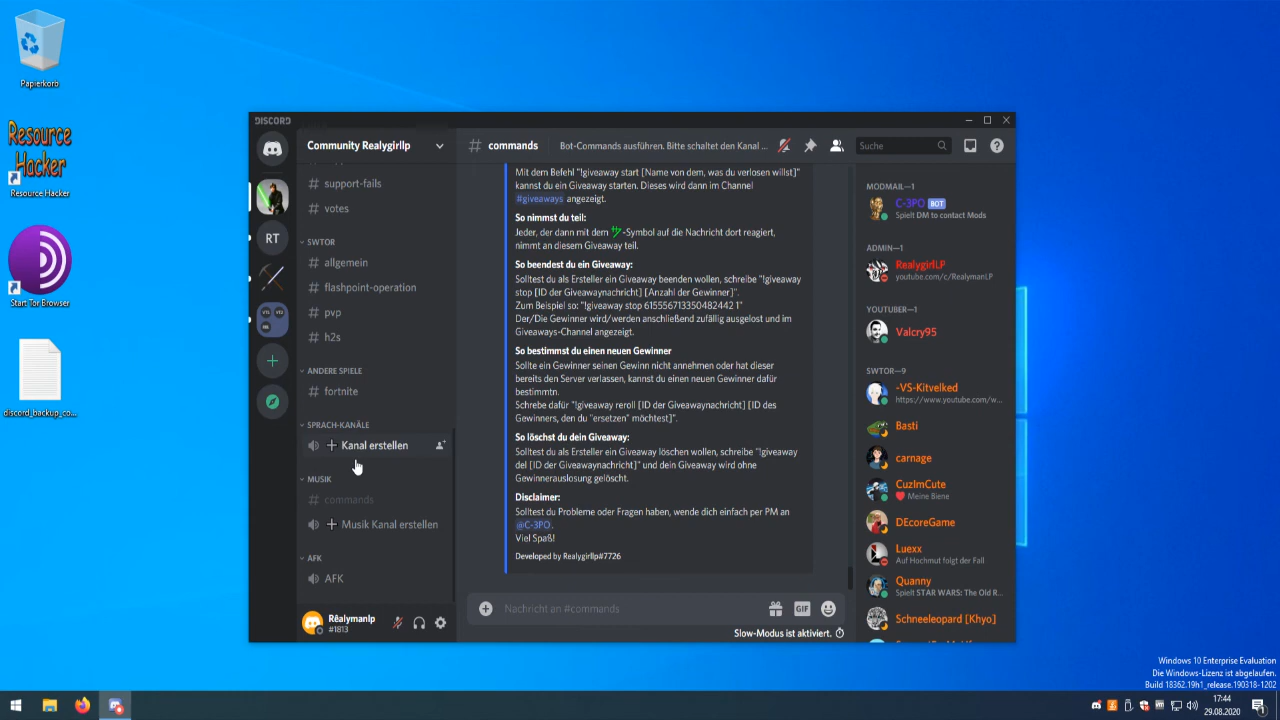 Papierkorb
Resource
Hacker
Resource Hacker
Start Tor Browser
discord_backup_co...
DISCORD
Community Realygirllp
support-fails
votes
SWTOR
allgemein
flashpoint-operation
pvp
h2s
ANDERE SPIELE
fortnite
SPRACH-KANÄLE
Kanal erstellen
MUSIK
commands
Musik Kanal erstellen
AFK
AFK
RT
Rêalymanlp
#1813
# commands
Bot-Commands ausführen. Bitte schaltet den Kanal ...
Suche
Mit dem Befehl "!giveaway start [Name von dem, was du verlosen willst]"
kannst du ein Giveaway starten. Dieses wird dann im Channel
#giveaways angezeigt.
So nimmst du teil:
Jeder, der dann mit dem -Symbol auf die Nachricht dort reagiert,
nimmt an diesem Giveaway teil.
So beendest du ein Giveaway:
Solltest du als Ersteller ein Giveaway beenden wollen, schreibe "!giveaway
stop [ID der Giveawaynachricht] [Anzahl der Gewinner]".
Zum Beispiel so: "!giveaway stop 6155567133504824421 1"
Der/Die Gewinner wird/werden anschließend zufällig ausgelost und im
Giveaways-Channel angezeigt.
So bestimmst du einen neuen Gewinner
Sollte ein Gewinner seinen Gewinn nicht annehmen oder hat dieser
bereits den Server verlassen, kannst du einen neuen Gewinner dafür
bestimmtn.
Schrebe dafür "!giveaway reroll [ID der Giveawaynachricht] [ID des
Gewinners, den du "ersetzen" möchtest]".
So löschst du dein Giveaway:
Solltest du als Ersteller ein Giveaway löschen wollen, schreibe "!giveaway
del [ID der Giveawaynachricht]" und dein Giveaway wird ohne
Gewinnerauslosung gelöscht.
Disclaimer:
Solltest du Probleme oder Fragen haben, wende dich einfach per PM an
@C-3PO.
Viel Spaß!
Developed by Realygirllp#7726
Nachricht an #commands
GIF
Slow-Modus ist aktiviert.
MODMAIL—1
C-3PO BOT
Spielt DM to contact Mods
ADMIN—1
RealygirlLP
youtube.com/c/RealymanLP
YOUTUBER—1
Valcry95
SWTOR—9
-VS-Kitvelked
https://www.youtube.com/w...
Basti
carnage
CuzImCute
Meine Biene
DEcoreGame
Luexx
Auf Hochmut folgt der Fall
Quanny
Spielt STAR WARS: The Old R...
Schneeleopard [Khyo]
Windows 10 Enterprise Evaluation
Die Windows-Lizenz ist abgelaufen.
Build 18362.19h1_release.190318-1202
17:44
29.08.2020